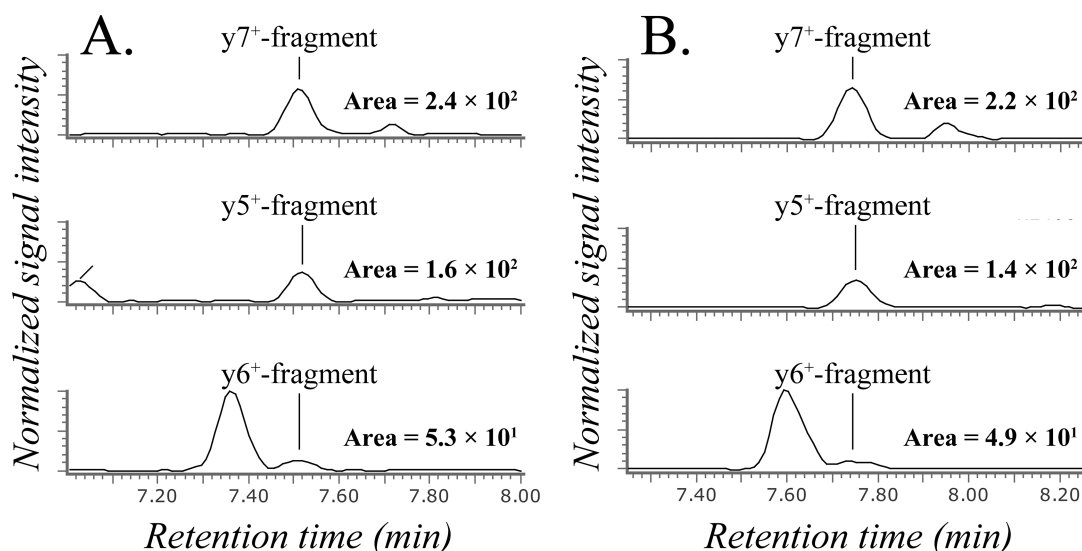 A.
y7⁺-fragment
Area = 2.4 × 10²
y5⁺-fragment
Area = 1.6 × 10²
y6⁺-fragment
Area = 5.3 × 10¹
Normalized signal intensity
7.20 7.40 7.60 7.80 8.00
Retention time (min)
B.
y7⁺-fragment
Area = 2.2 × 10²
y5⁺-fragment
Area = 1.4 × 10²
y6⁺-fragment
Area = 4.9 × 10¹
Normalized signal intensity
7.40 7.60 7.80 8.00 8.20
Retention time (min)